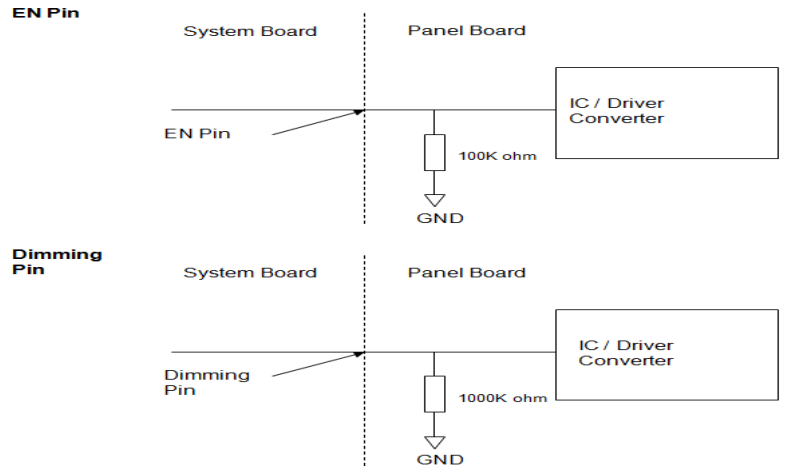 EN Pin
System Board
Panel Board
IC / Driver
Converter
EN Pin
100K ohm
GND
Dimming
Pin
System Board
Panel Board
IC / Driver
Converter
Dimming
Pin
1000K ohm
GND